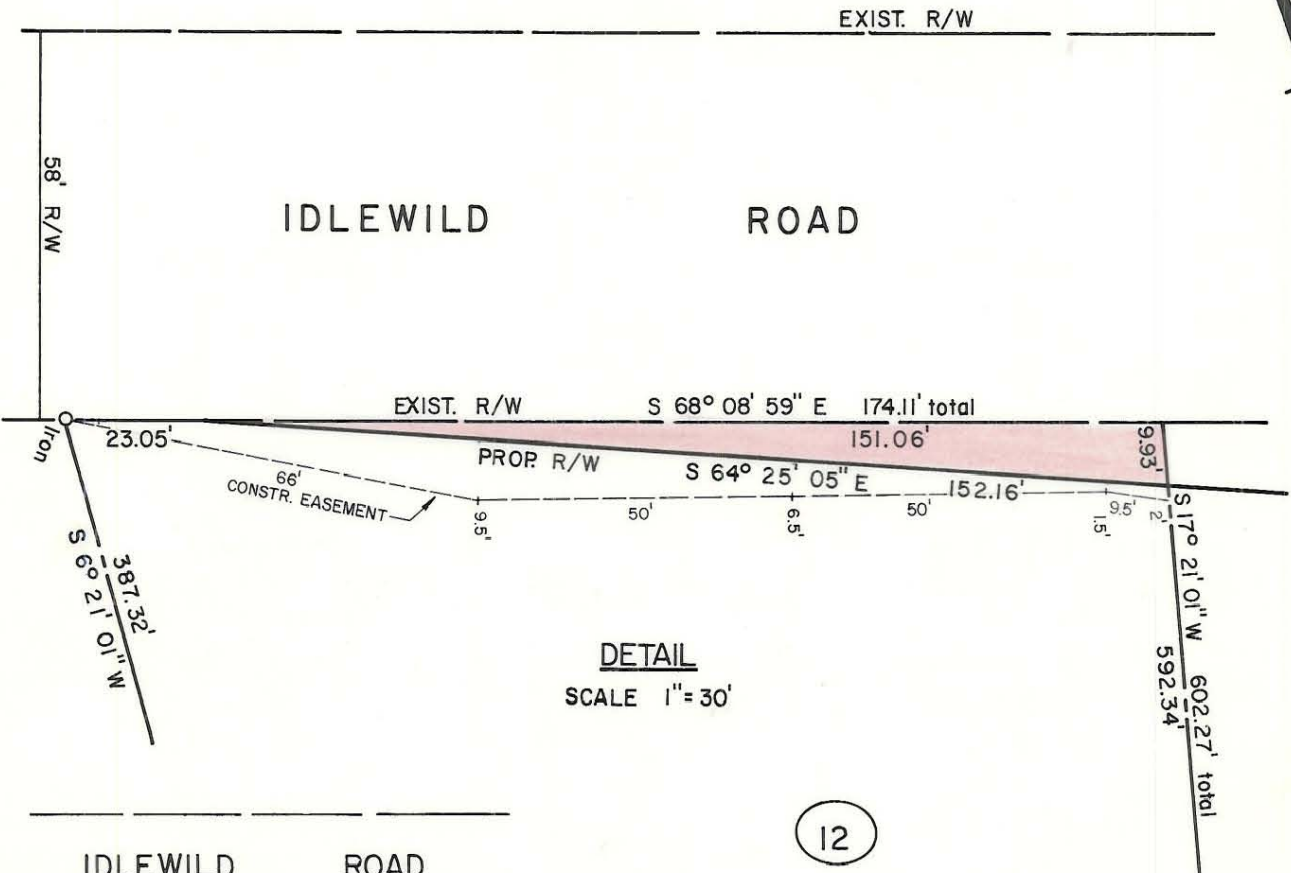 EXIST. R/W
58' R/W
IDLEWILD ROAD
EXIST. R/W S 68° 08' 59" E 174.11' total
Iron
23.05'
151.06'
9.93'
PROP. R/W S 64° 25' 05" E 152.16'
66'
CONSTR. EASEMENT
9.5'
50'
6.5'
50'
1.5'
9.5'
2'
387.32'
S 6° 21' 01" W
S 17° 21' 01" W 602.27' total
592.34'
DETAIL
SCALE 1"=30'
12
IDLEWILD ROAD